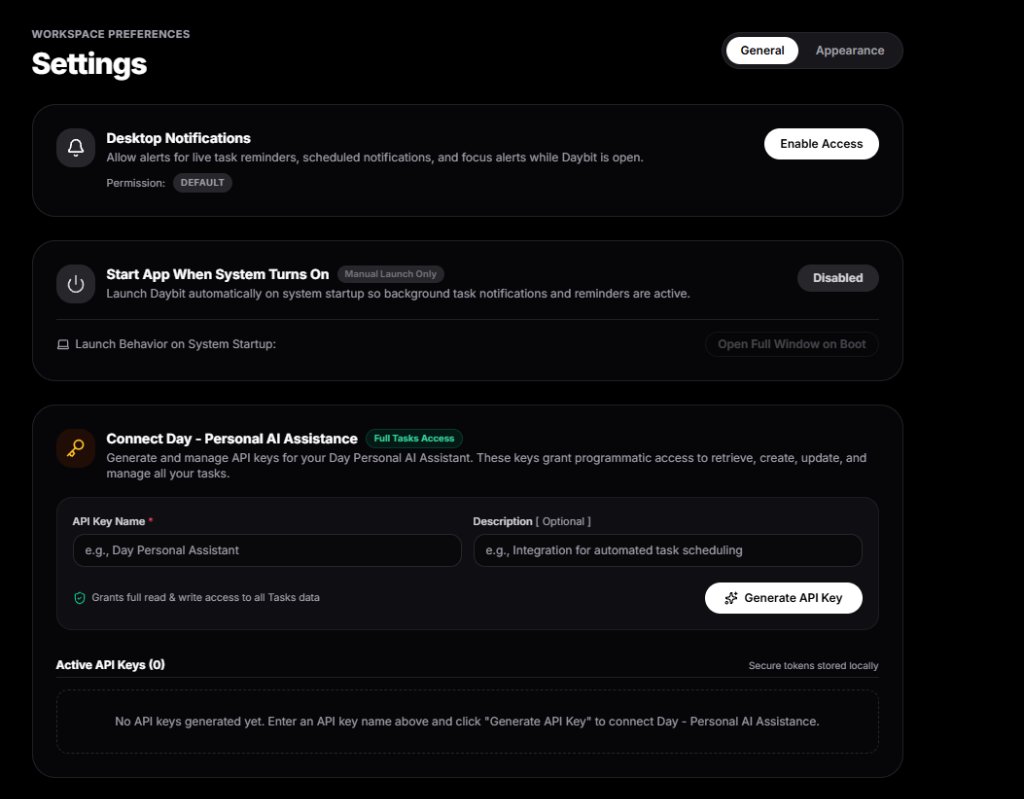 WORKSPACE PREFERENCES
Settings
General
Appearance
Desktop Notifications
Allow alerts for live task reminders, scheduled notifications, and focus alerts while Daybit is open.
Permission: DEFAULT
Enable Access
Start App When System Turns On Manual Launch Only
Launch Daybit automatically on system startup so background task notifications and reminders are active.
Disabled
Launch Behavior on System Startup:
Open Full Window on Boot
Connect Day - Personal AI Assistance Full Tasks Access
Generate and manage API keys for your Day Personal AI Assistant. These keys grant programmatic access to retrieve, create, update, and
manage all your tasks.
API Key Name *
Description [ Optional ]
e.g., Day Personal Assistant
e.g., Integration for automated task scheduling
Grants full read & write access to all Tasks data
Generate API Key
Active API Keys (0)
Secure tokens stored locally
No API keys generated yet. Enter an API key name above and click "Generate API Key" to connect Day - Personal AI Assistance.